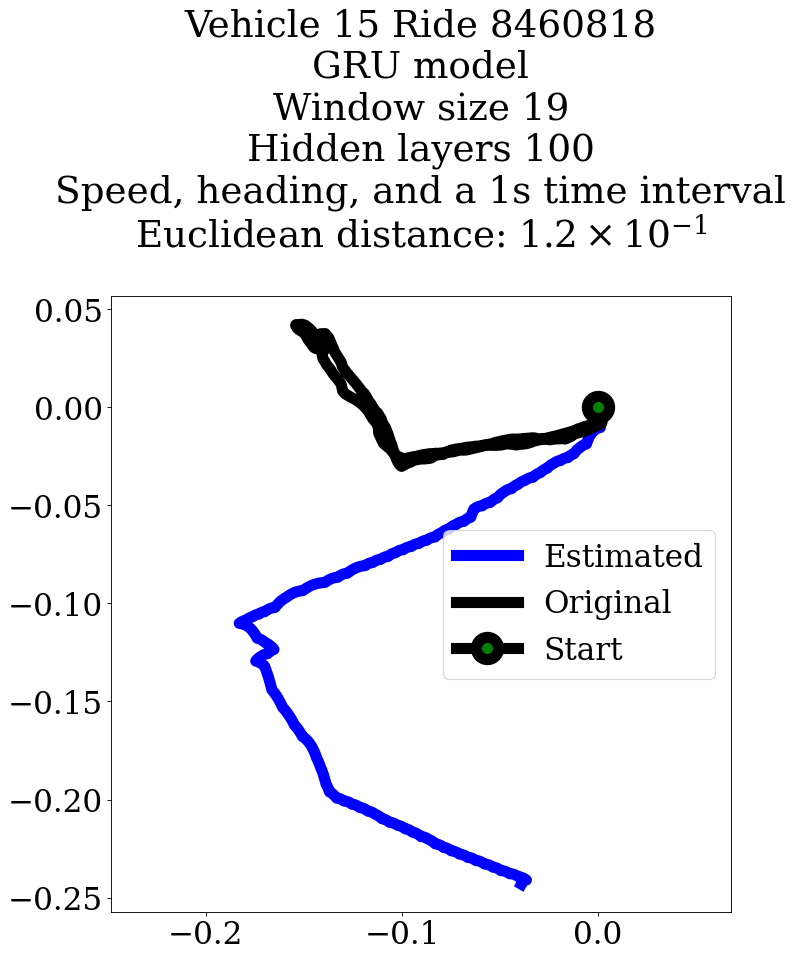 Vehicle 15 Ride 8460818
GRU model
Window size 19
Hidden layers 100
Speed, heading, and a 1s time interval
Euclidean distance: 1.2 × 10⁻¹
0.05
0.00
−0.05
−0.10
−0.15
−0.20
−0.25
Estimated
Original
Start
−0.2
−0.1
0.0